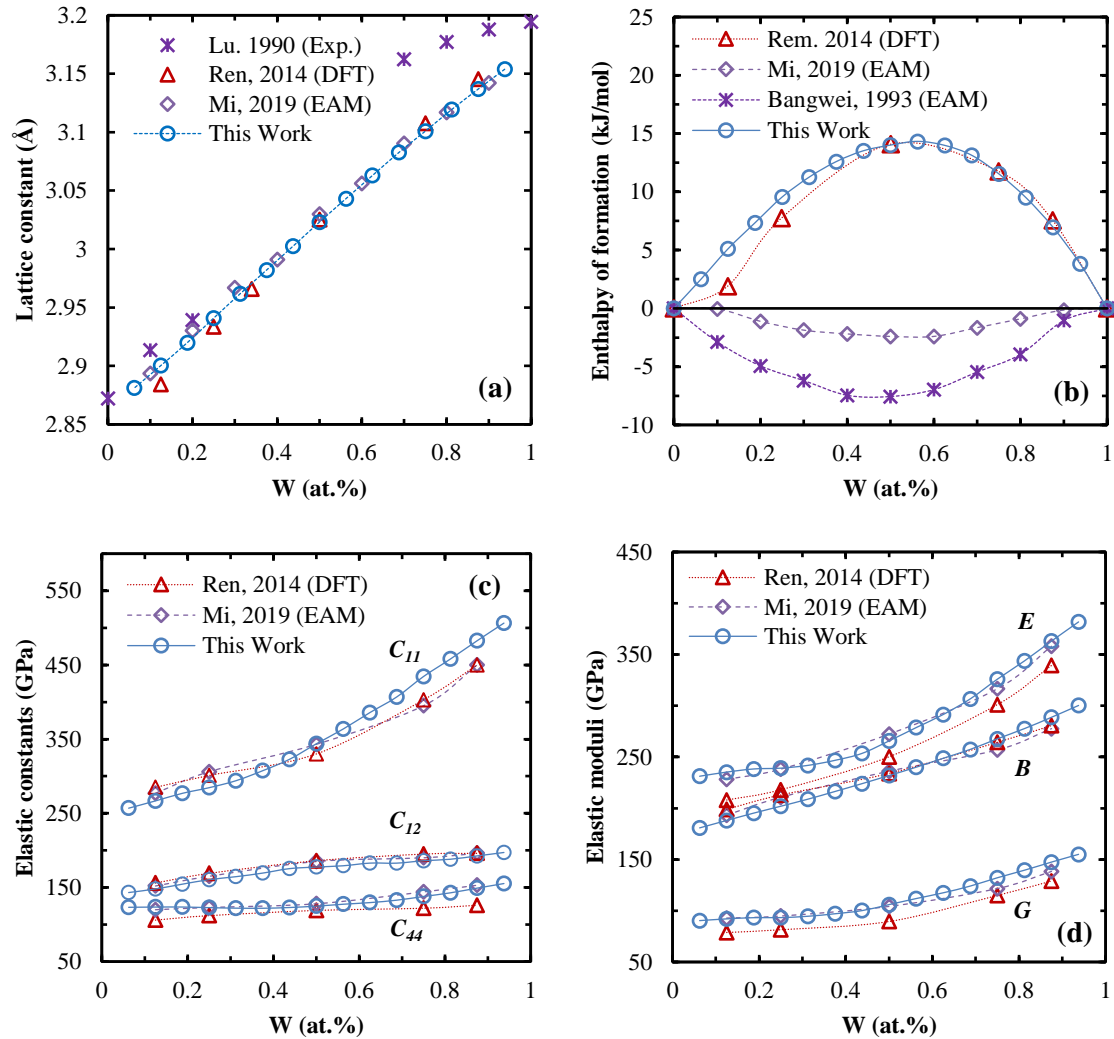 3.2
3.15
3.1
3.05
3
2.95
2.9
2.85
Lattice constant (Å)
Lu. 1990 (Exp.)
Ren, 2014 (DFT)
Mi, 2019 (EAM)
This Work
(a)
0 0.2 0.4 0.6 0.8 1
W (at.%)
25
20
15
10
5
0
-5
-10
Enthalpy of formation (kJ/mol)
Rem. 2014 (DFT)
Mi, 2019 (EAM)
Bangwei, 1993 (EAM)
This Work
(b)
0 0.2 0.4 0.6 0.8 1
W (at.%)
550
450
350
250
150
50
Elastic constants (GPa)
Ren, 2014 (DFT)
Mi, 2019 (EAM)
This Work
(c)
C11
C12
C44
0 0.2 0.4 0.6 0.8 1
W (at.%)
450
350
250
150
50
Elastic moduli (GPa)
Ren, 2014 (DFT)
Mi, 2019 (EAM)
This Work
E
B
G
(d)
0 0.2 0.4 0.6 0.8 1
W (at.%)